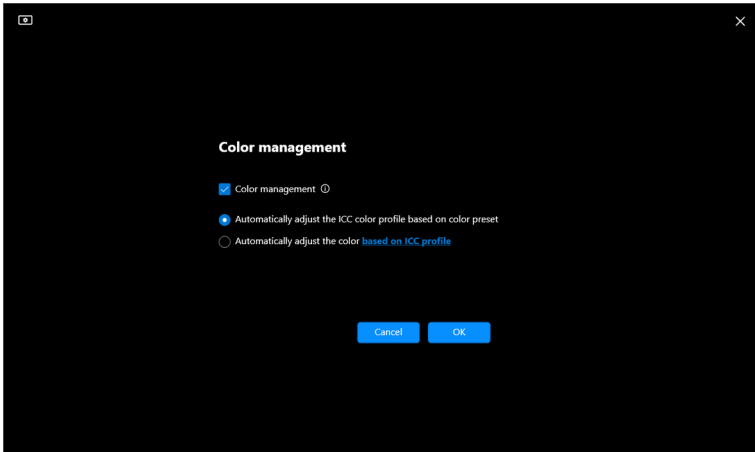 Color management
Color management
Automatically adjust the ICC color profile based on color preset
Automatically adjust the color based on ICC profile
Cancel OK